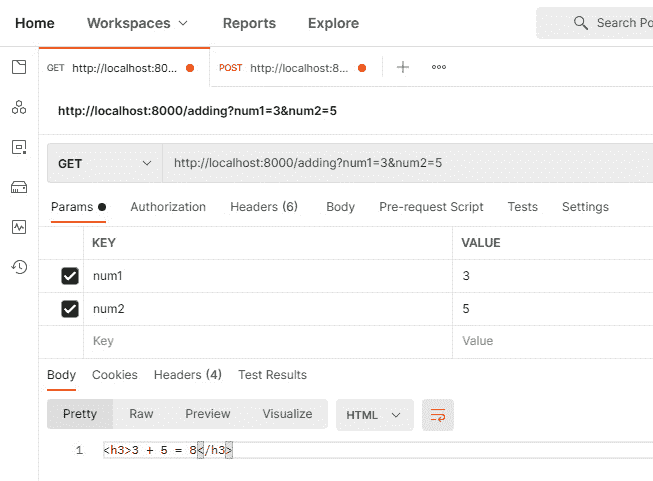 Home Workspaces Reports Explore Search Po
GET http://localhost:80... POST http://localhost:8... + ooo
http://localhost:8000/adding?num1=3&num2=5
GET http://localhost:8000/adding?num1=3&num2=5
Params Authorization Headers (6) Body Pre-request Script Tests Settings
KEY VALUE
num1 3
num2 5
Key Value
Body Cookies Headers (4) Test Results
Pretty Raw Preview Visualize HTML
1 <h3>3 + 5 = 8</h3>